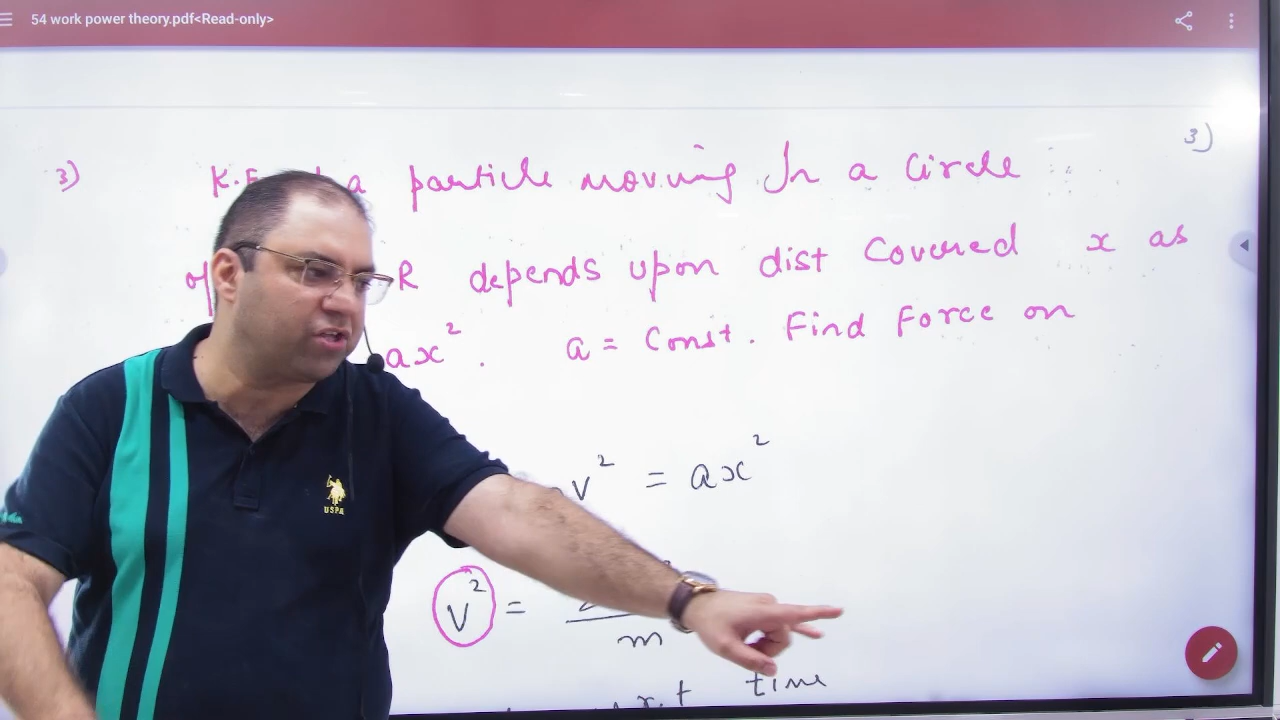 54 work power theory.pdf<Read-only>
3)
3) a particle moving In a Circle
R depends upon dist Covered x as
ax². a = Const. Find Force on
v² = ax²
v² =
m
time
USPA